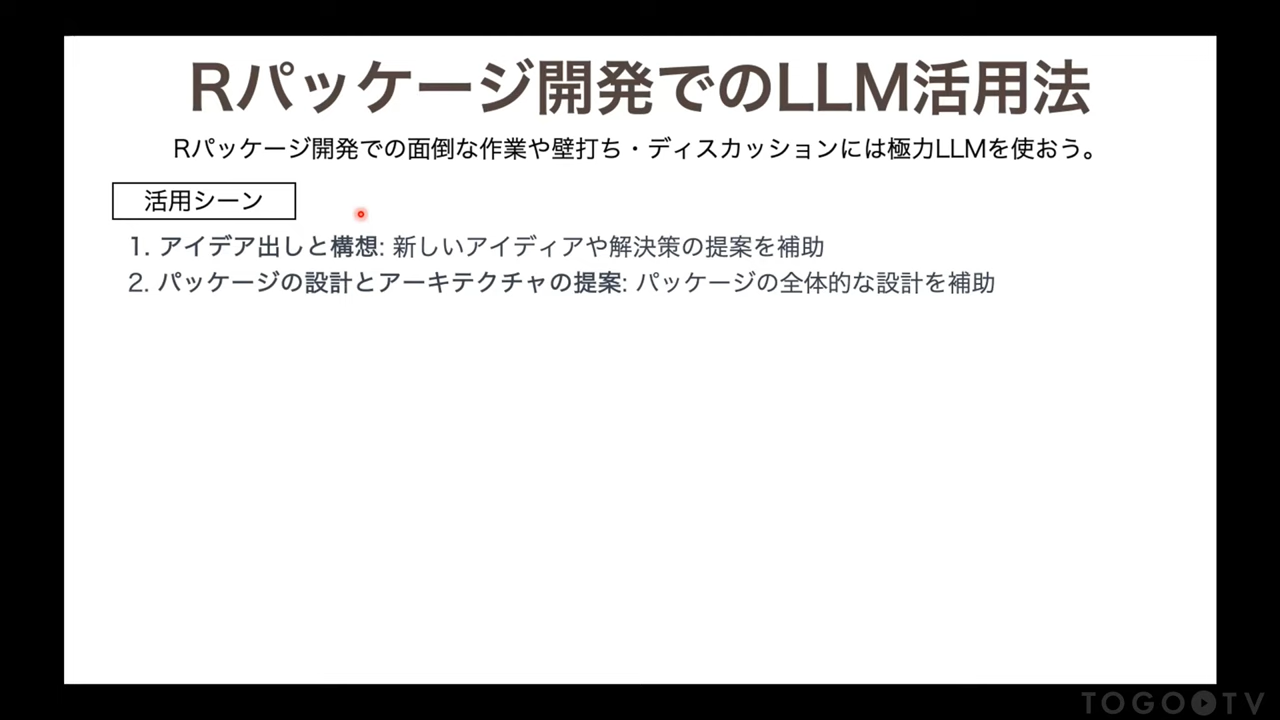 Rパッケージ開発でのLLM活用法
Rパッケージ開発での面倒な作業や壁打ち・ディスカッションには極力LLMを使おう。
活用シーン
1. アイデア出しと構想: 新しいアイディアや解決策の提案を補助
2. パッケージの設計とアーキテクチャの提案: パッケージの全体的な設計を補助
TOGO TV